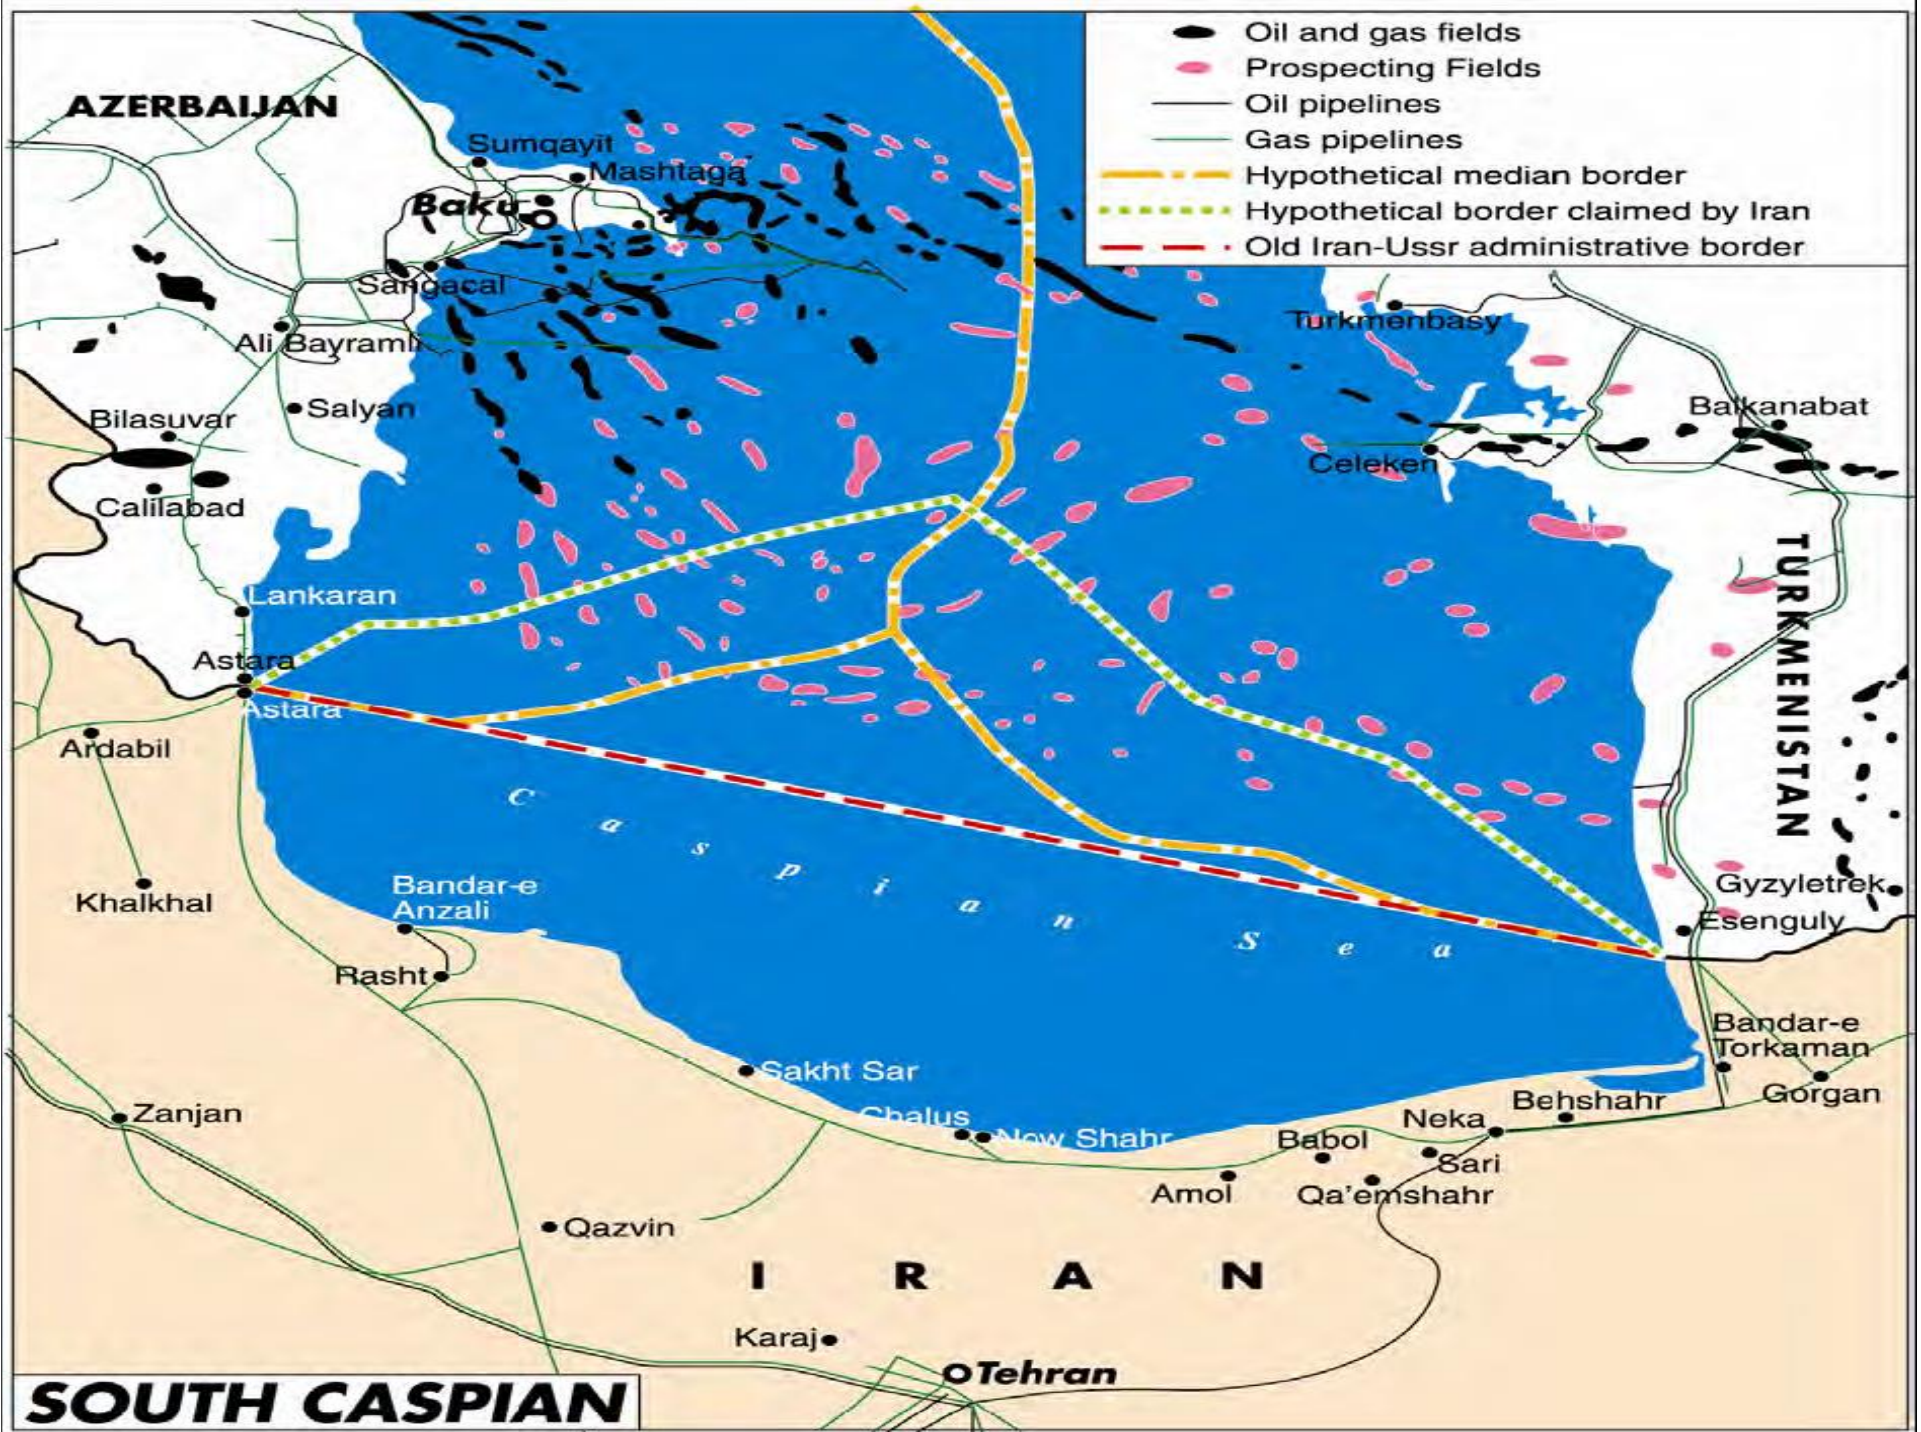 Oil and gas fields
Prospecting Fields
Oil pipelines
Gas pipelines
Hypothetical median border
Hypothetical border claimed by Iran
Old Iran-Ussr administrative border
AZERBAIJAN
Sumqayit
Mashtaga
Baku
Sangacal
Ali Bayramli
Turkmenbasy
Bilasuvar
Salyan
Balkanabat
Celeken
Calilabad
TURKMENISTAN
Lankaran
Astara
Astara
Ardabil
Caspian Sea
Khalkhal
Bandar-e
Anzali
Gyzyletrek
Esenguly
Rasht
Bandar-e
Torkaman
Sakht Sar
Gorgan
Zanjan
Chalus
Now Shahr
Behshahr
Neka
Babol
Sari
Amol
Qa'emshahr
Qazvin
IRAN
Karaj
Tehran
SOUTH CASPIAN